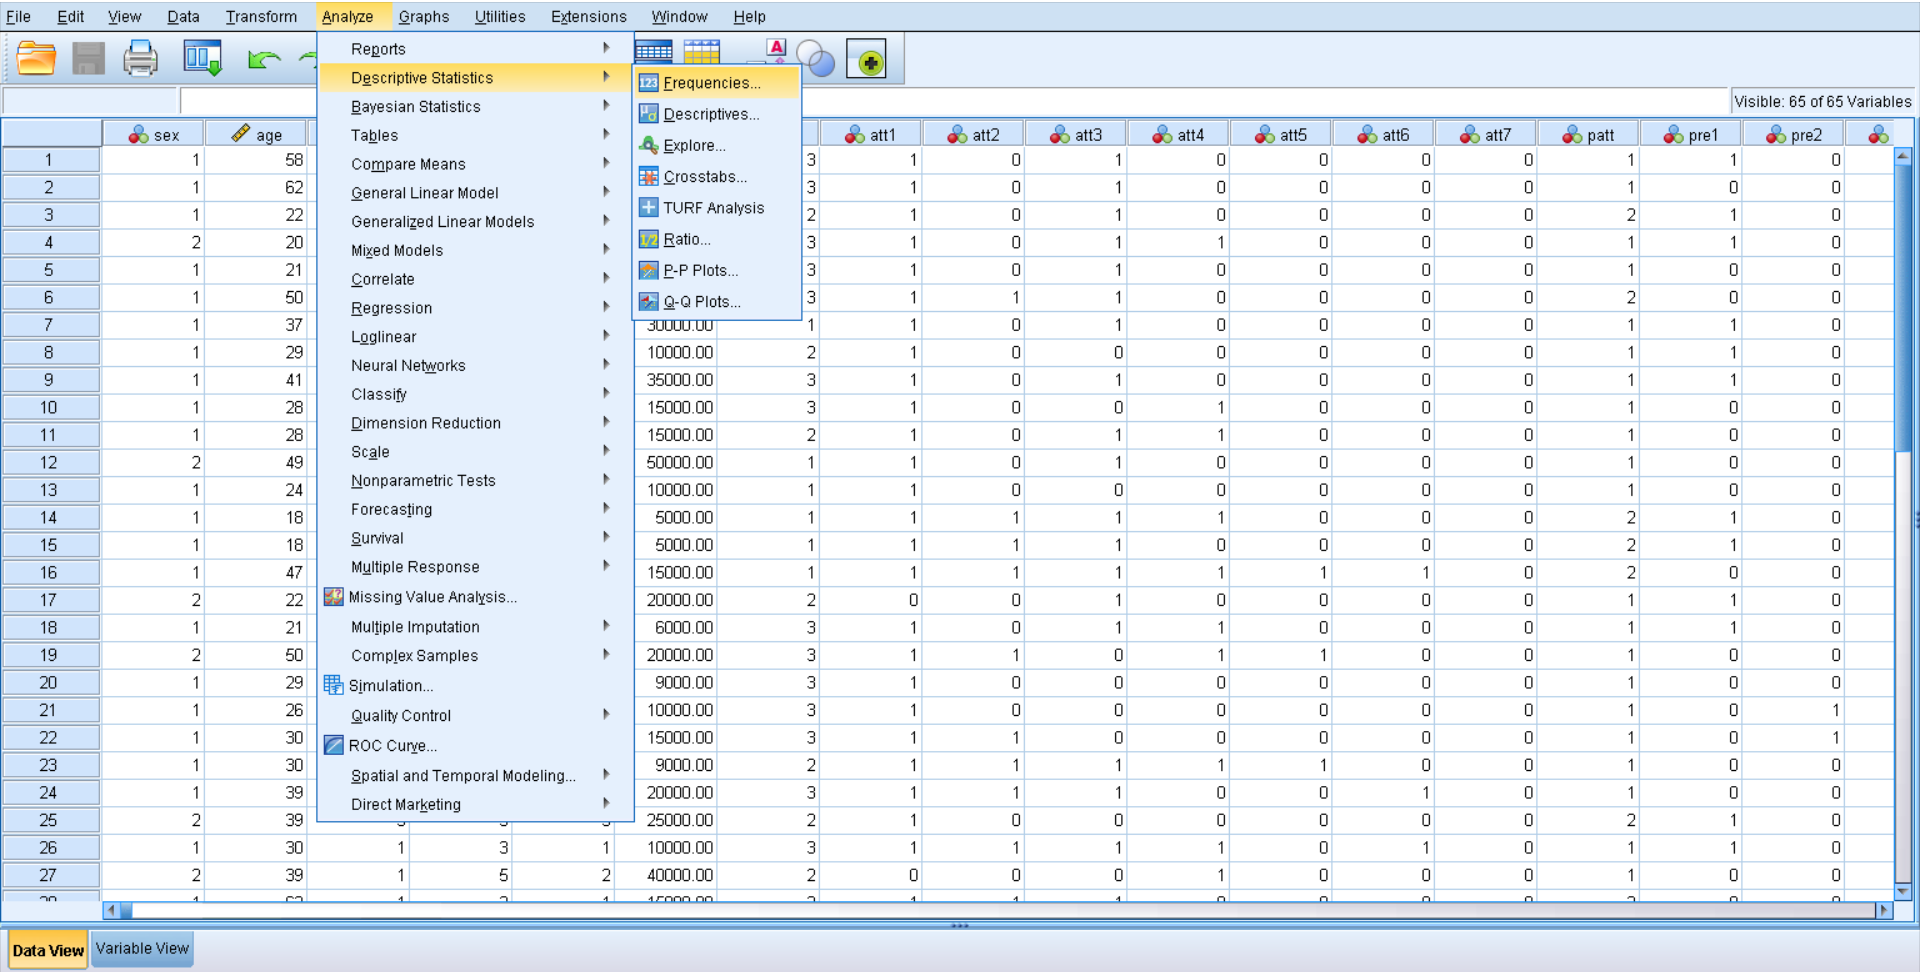 File Edit View Data Transform Analyze Graphs Utilities Extensions Window Help
Visible: 65 of 65 Variables
Reports
Descriptive Statistics
Bayesian Statistics
Tables
Compare Means
General Linear Model
Generalized Linear Models
Mixed Models
Correlate
Regression
Loglinear
Neural Networks
Classify
Dimension Reduction
Scale
Nonparametric Tests
Forecasting
Survival
Multiple Response
Missing Value Analysis...
Multiple Imputation
Complex Samples
Simulation...
Quality Control
ROC Curve...
Spatial and Temporal Modeling...
Direct Marketing
Frequencies...
Descriptives...
Explore...
Crosstabs...
TURF Analysis
Ratio...
P-P Plots...
Q-Q Plots...
sex age att1 att2 att3 att4 att5 att6 att7 patt pre1 pre2
1 1 58 3 1 0 1 0 0 0 0 1 1 0
2 1 62 3 1 0 1 0 0 0 0 1 0 0
3 1 22 2 1 0 1 0 0 0 0 2 1 0
4 2 20 3 1 0 1 1 0 0 0 1 1 0
5 1 21 3 1 0 1 0 0 0 0 1 0 0
6 1 50 3 1 1 1 0 0 0 0 2 0 0
7 1 37 30000.00 1 1 0 1 0 0 0 0 1 1 0
8 1 29 10000.00 2 1 0 0 0 0 0 0 1 1 0
9 1 41 35000.00 3 1 0 1 0 0 0 0 1 1 0
10 1 28 15000.00 3 1 0 0 1 0 0 0 1 0 0
11 1 28 15000.00 2 1 0 1 1 0 0 0 1 0 0
12 2 49 50000.00 1 1 0 1 0 0 0 0 1 0 0
13 1 24 10000.00 1 1 0 0 0 0 0 0 1 0 0
14 1 18 5000.00 1 1 1 1 1 0 0 0 2 1 0
15 1 18 5000.00 1 1 1 1 0 0 0 0 2 1 0
16 1 47 15000.00 1 1 1 1 1 1 1 0 2 0 0
17 2 22 20000.00 2 0 0 1 0 0 0 0 1 1 0
18 1 21 6000.00 3 1 0 1 1 0 0 0 1 1 0
19 2 50 20000.00 3 1 1 0 1 1 0 0 1 0 0
20 1 29 9000.00 3 1 0 0 0 0 0 0 1 0 0
21 1 26 10000.00 3 1 0 0 0 0 0 0 1 0 1
22 1 30 15000.00 3 1 1 0 0 0 0 0 1 0 1
23 1 30 9000.00 2 1 1 1 1 1 0 0 1 0 0
24 1 39 20000.00 3 1 1 1 0 0 1 0 1 0 0
25 2 39 25000.00 2 1 0 0 0 0 0 0 2 1 0
26 1 30 1 3 1 10000.00 3 1 1 1 1 0 1 0 1 1 0
27 2 39 1 5 2 40000.00 2 0 0 0 1 0 0 0 1 0 0
Data View Variable View